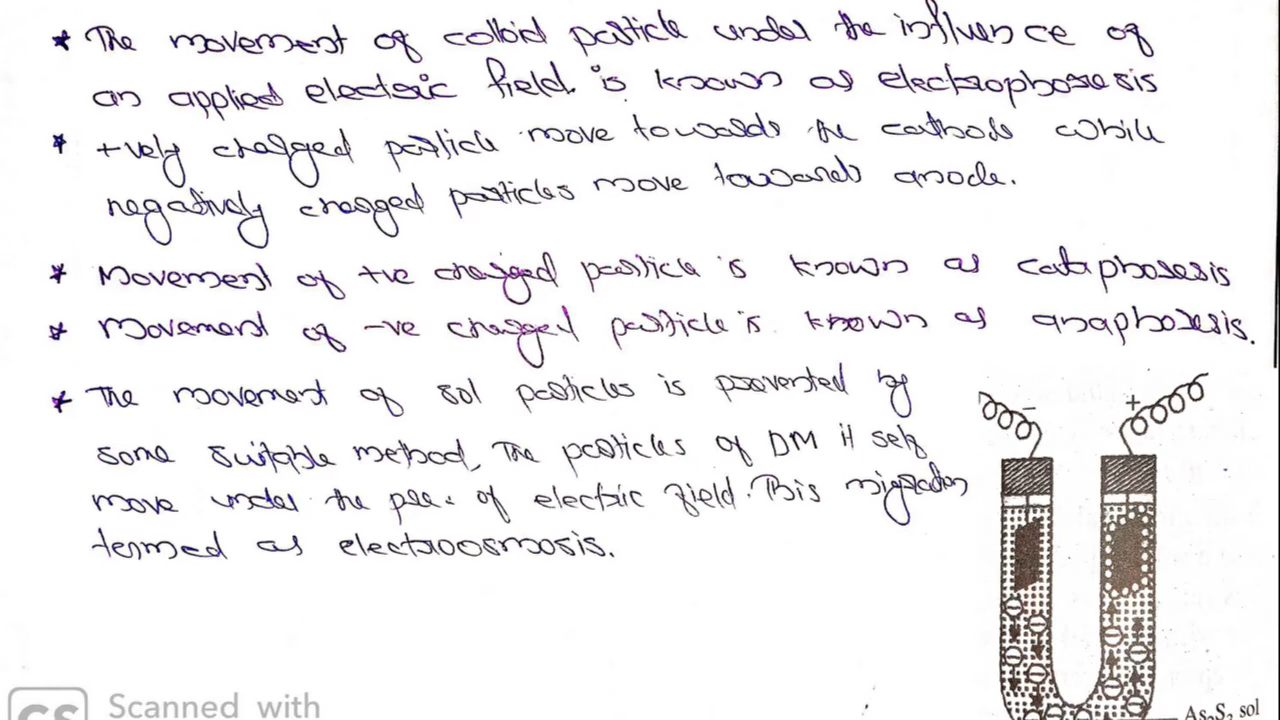 * The movement of colloid particle under the influence of
an applied electric field. is known as electrophoresis
* +vely charged particle move towards the cathode while
negatively charged particles move towards anode.
* Movement of +ve charged particle is known as cataphoresis
* Movement of -ve charged particle is known as anaphoresis.
* The movement of sol particles is prevented by
some suitable method, The particles of DM it self
move under the of electric field. This migration
termed as electroosmosis.
- +
As₂S₃ sol
CS Scanned with